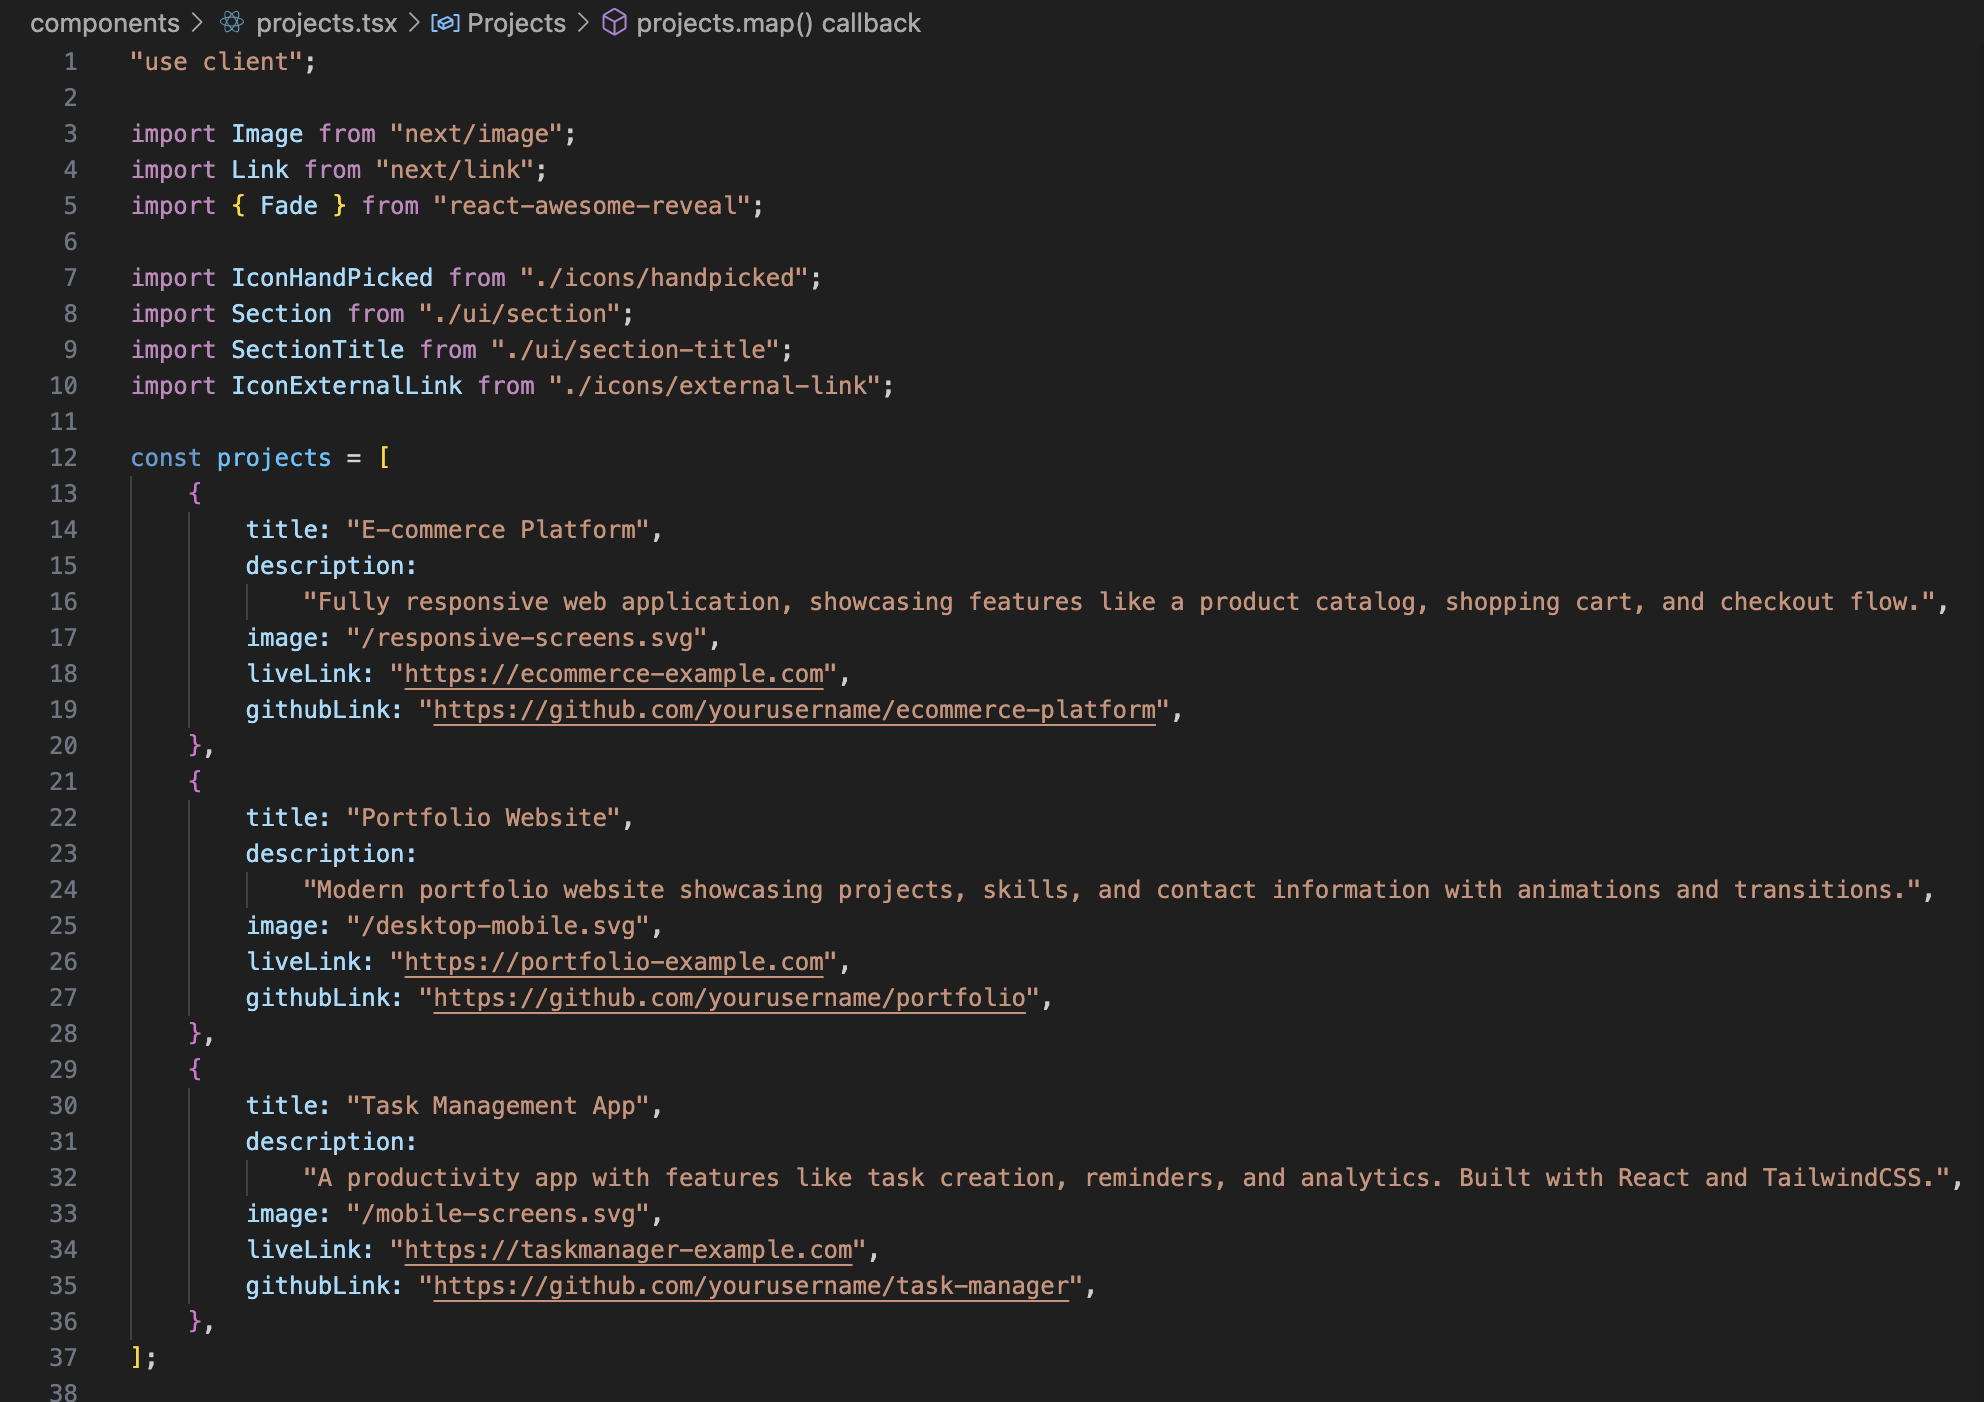 components > projects.tsx > Projects > projects.map() callback
1 "use client";
2
3 import Image from "next/image";
4 import Link from "next/link";
5 import { Fade } from "react-awesome-reveal";
6
7 import IconHandPicked from "./icons/handpicked";
8 import Section from "./ui/section";
9 import SectionTitle from "./ui/section-title";
10 import IconExternalLink from "./icons/external-link";
11
12 const projects = [
13     {
14         title: "E-commerce Platform",
15         description:
16             "Fully responsive web application, showcasing features like a product catalog, shopping cart, and checkout flow.",
17         image: "/responsive-screens.svg",
18         liveLink: "https://ecommerce-example.com",
19         githubLink: "https://github.com/yourusername/ecommerce-platform",
20     },
21     {
22         title: "Portfolio Website",
23         description:
24             "Modern portfolio website showcasing projects, skills, and contact information with animations and transitions.",
25         image: "/desktop-mobile.svg",
26         liveLink: "https://portfolio-example.com",
27         githubLink: "https://github.com/yourusername/portfolio",
28     },
29     {
30         title: "Task Management App",
31         description:
32             "A productivity app with features like task creation, reminders, and analytics. Built with React and TailwindCSS.",
33         image: "/mobile-screens.svg",
34         liveLink: "https://taskmanager-example.com",
35         githubLink: "https://github.com/yourusername/task-manager",
36     },
37 ];
38